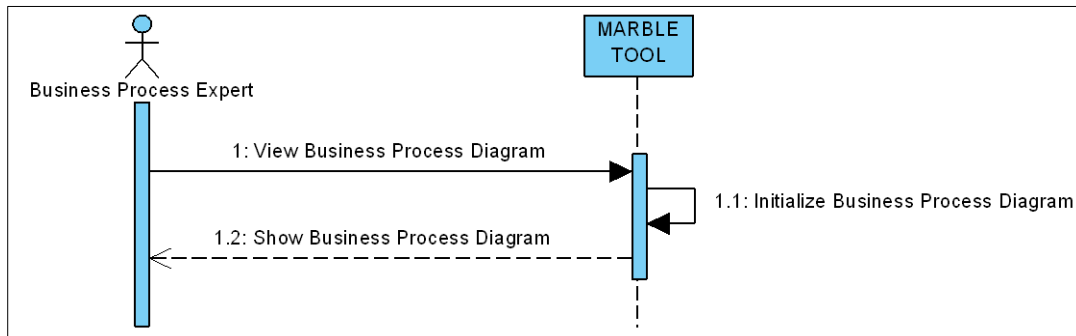 MARBLE
TOOL
Business Process Expert
1: View Business Process Diagram
1.1: Initialize Business Process Diagram
1.2: Show Business Process Diagram